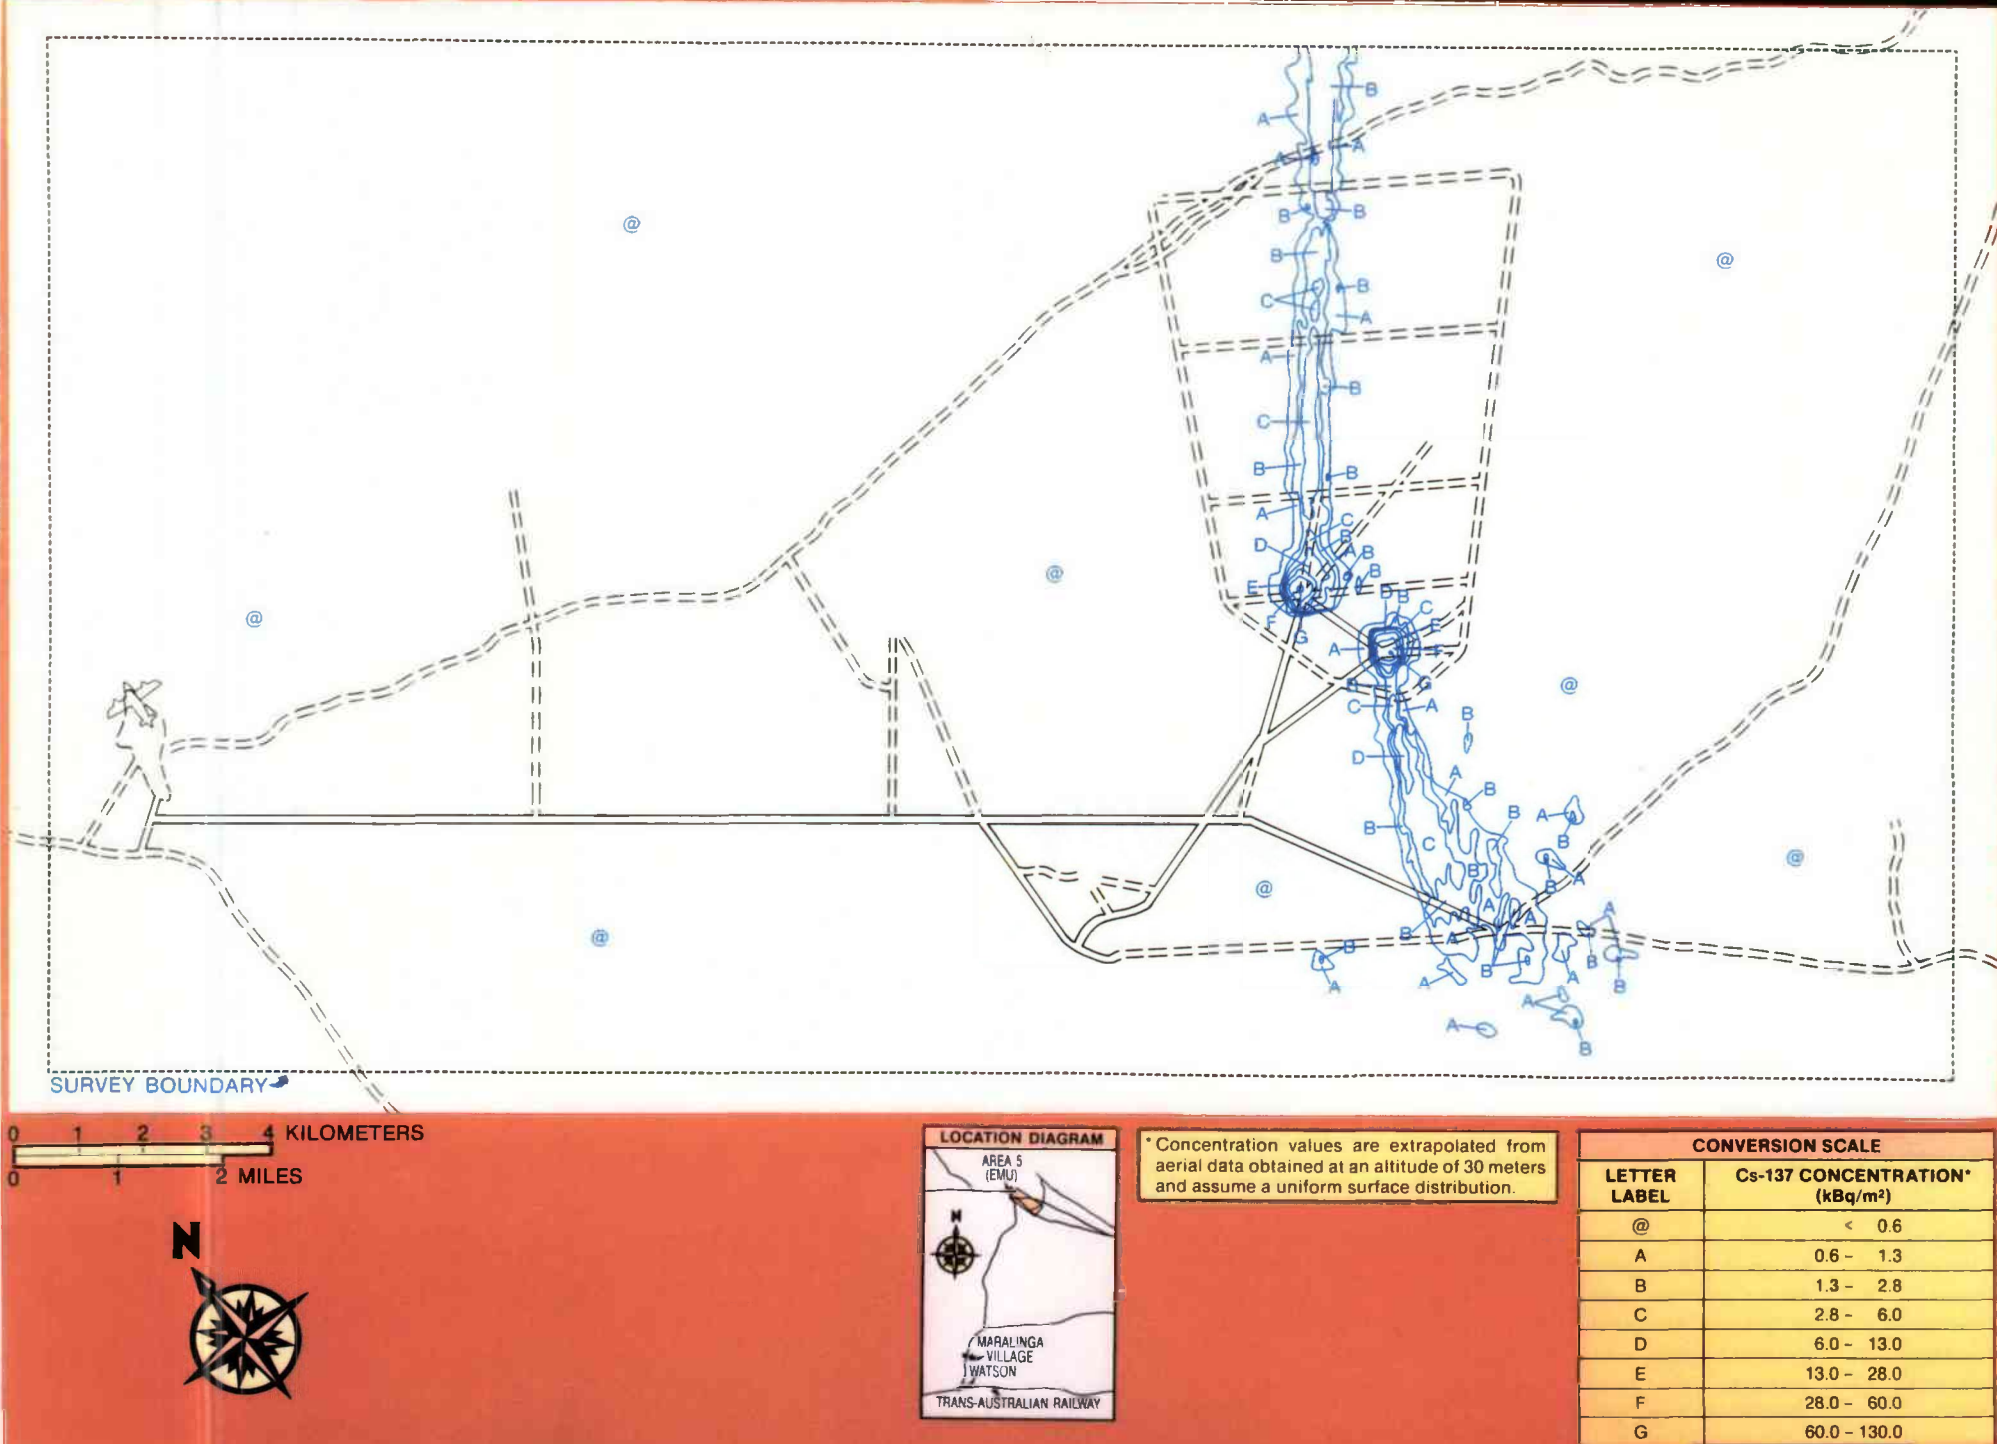 A
B
A
A
B
B
B
C
B
A
A
B
C
B
B
A
C
D
B
A
B
B
E
F
G
D
B
C
E
A
F
B
G
C
A
B
D
A
B
B
B
A
C
B
B
B
A
A
A
A
B
A
B
B
A
A
B
B
A
B
A
A
B
@
@
@
@
@
@
@
@
SURVEY BOUNDARY
0 1 2 3 4 KILOMETERS
0 1 2 MILES
N
LOCATION DIAGRAM
AREA 5
(EMU)
N
MARALINGA
VILLAGE
WATSON
TRANS-AUSTRALIAN RAILWAY
* Concentration values are extrapolated from
aerial data obtained at an altitude of 30 meters
and assume a uniform surface distribution.
CONVERSION SCALE
LETTER LABEL Cs-137 CONCENTRATION* (kBq/m²)
@ < 0.6
A 0.6 – 1.3
B 1.3 – 2.8
C 2.8 – 6.0
D 6.0 – 13.0
E 13.0 – 28.0
F 28.0 – 60.0
G 60.0 – 130.0